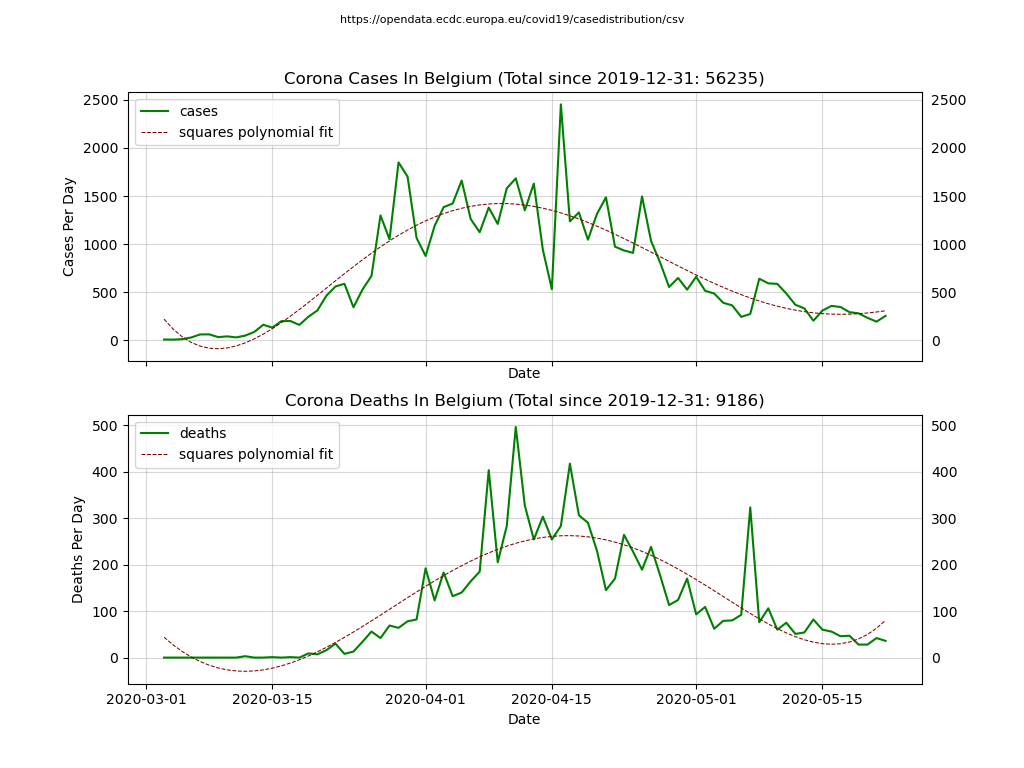 https://opendata.ecdc.europa.eu/covid19/casedistribution/csv
Corona Cases In Belgium (Total since 2019-12-31: 56235)
cases
squares polynomial fit
Cases Per Day
2500
2000
1500
1000
500
0
2500
2000
1500
1000
500
0
Date
Corona Deaths In Belgium (Total since 2019-12-31: 9186)
deaths
squares polynomial fit
Deaths Per Day
500
400
300
200
100
0
500
400
300
200
100
0
2020-03-01 2020-03-15 2020-04-01 2020-04-15 2020-05-01 2020-05-15
Date